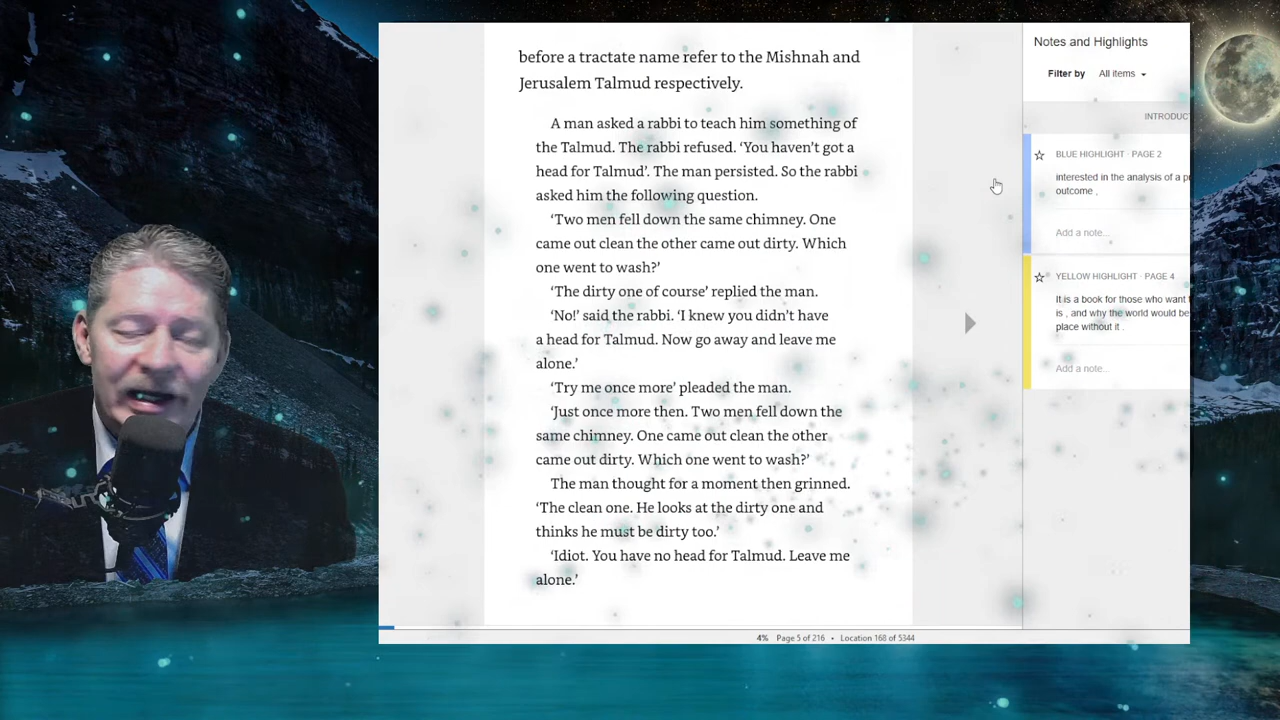 before a tractate name refer to the Mishnah and
Jerusalem Talmud respectively.
A man asked a rabbi to teach him something of
the Talmud. The rabbi refused. ‘You haven’t got a
head for Talmud’. The man persisted. So the rabbi
asked him the following question.
‘Two men fell down the same chimney. One
came out clean the other came out dirty. Which
one went to wash?’
‘The dirty one of course’ replied the man.
‘No!’ said the rabbi. ‘I knew you didn’t have
a head for Talmud. Now go away and leave me
alone.’
‘Try me once more’ pleaded the man.
‘Just once more then. Two men fell down the
same chimney. One came out clean the other
came out dirty. Which one went to wash?’
The man thought for a moment then grinned.
‘The clean one. He looks at the dirty one and
thinks he must be dirty too.’
‘Idiot. You have no head for Talmud. Leave me
alone.’
4% Page 5 of 216 • Location 168 of 5344
Notes and Highlights
Filter by All items
INTRODUCT
BLUE HIGHLIGHT · PAGE 2
interested in the analysis of a
outcome .
Add a note...
YELLOW HIGHLIGHT · PAGE 4
It is a book for those who want
is , and why the world would be
place without it .
Add a note...